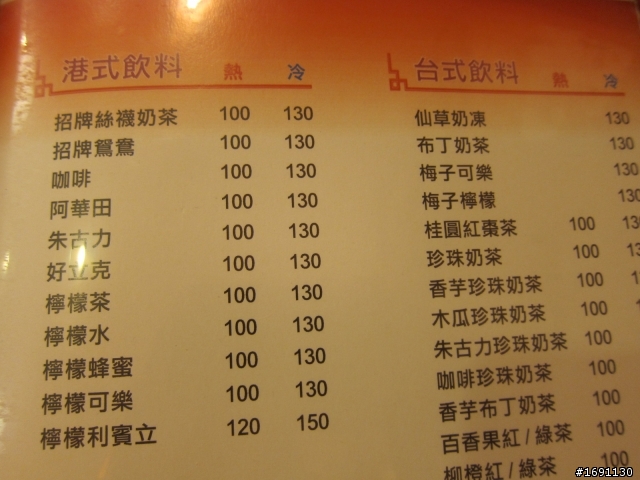 港式飲料 熱 冷
招牌絲襪奶茶 100 130
招牌鴛鴦 100 130
咖啡 100 130
阿華田 100 130
朱古力 100 130
好立克 100 130
檸檬茶 100 130
檸檬水 100 130
檸檬蜂蜜 100 130
檸檬可樂 100 130
檸檬利賓立 120 150
台式飲料 熱 冷
仙草奶凍 130
布丁奶茶 130
梅子可樂 130
梅子檸檬 130
桂圓紅棗茶 100
珍珠奶茶 100
香芋珍珠奶茶 100
木瓜珍珠奶茶 100
朱古力珍珠奶茶 100
咖啡珍珠奶茶 100
香芋布丁奶茶 100
百香果紅/綠茶 100
柳橙紅/綠茶 100
#1691130